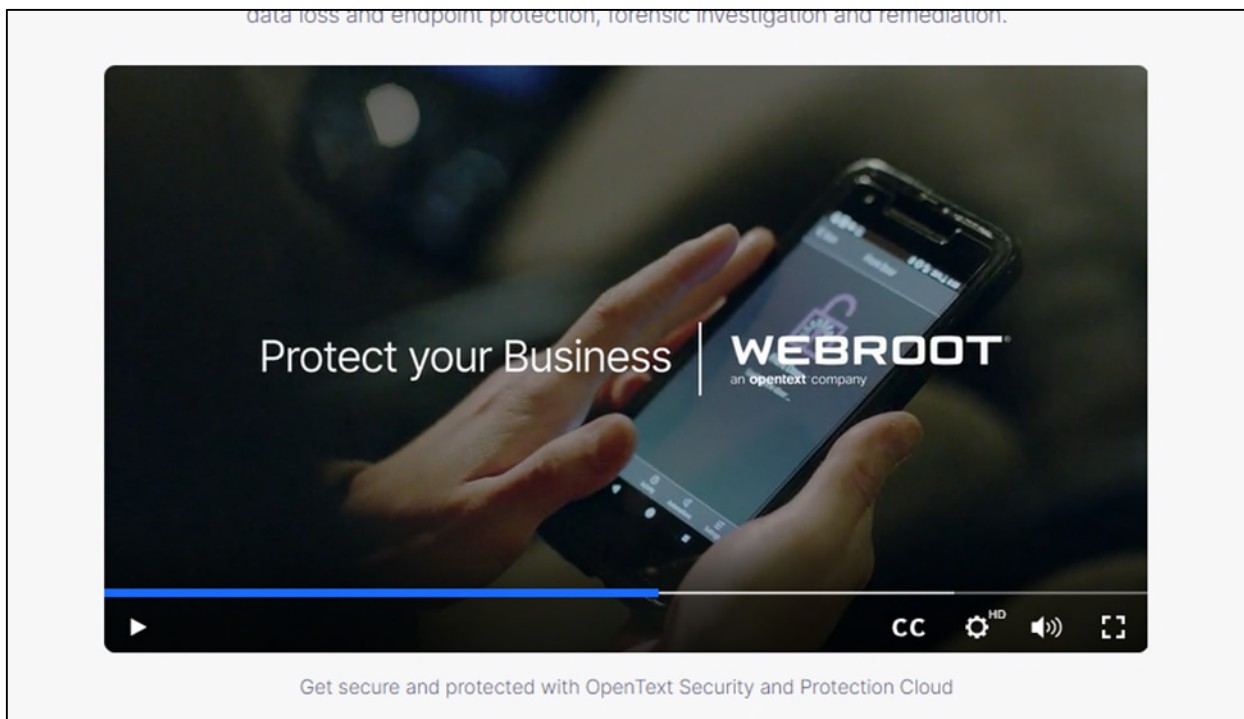 data loss and endpoint protection, forensic investigation and remediation.
Protect your Business
WEBROOT®
an opentext company
CC
HD
Get secure and protected with OpenText Security and Protection Cloud